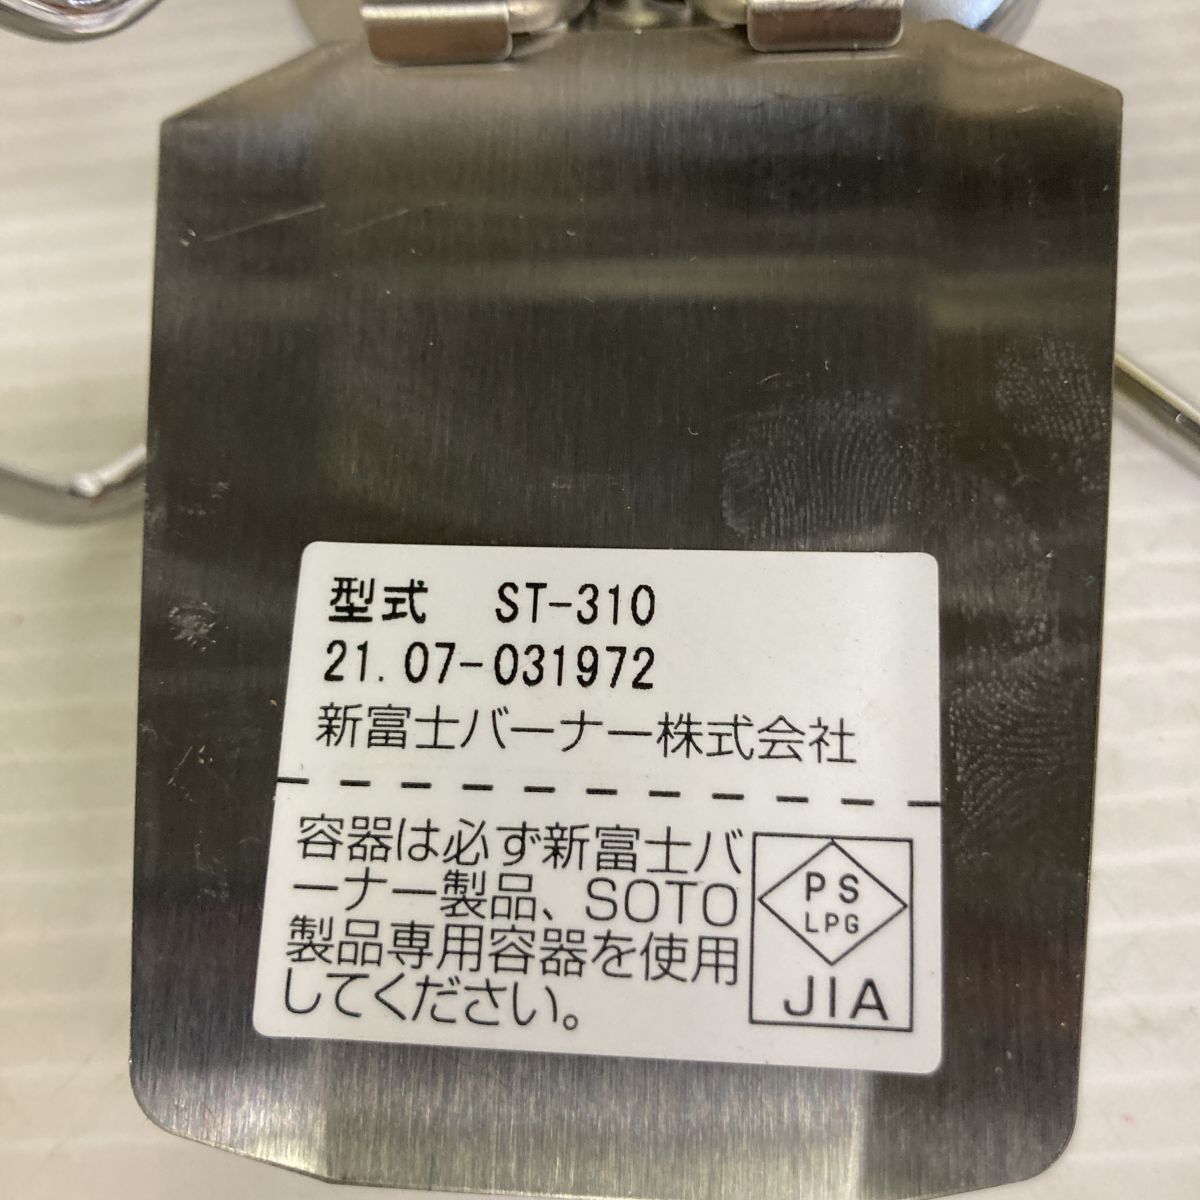 型式　ST-310
21.07-031972
新富士バーナー株式会社
容器は必ず新富士バ
ーナー製品、SOTO
製品専用容器を使用
してください。
PS
LPG
JIA